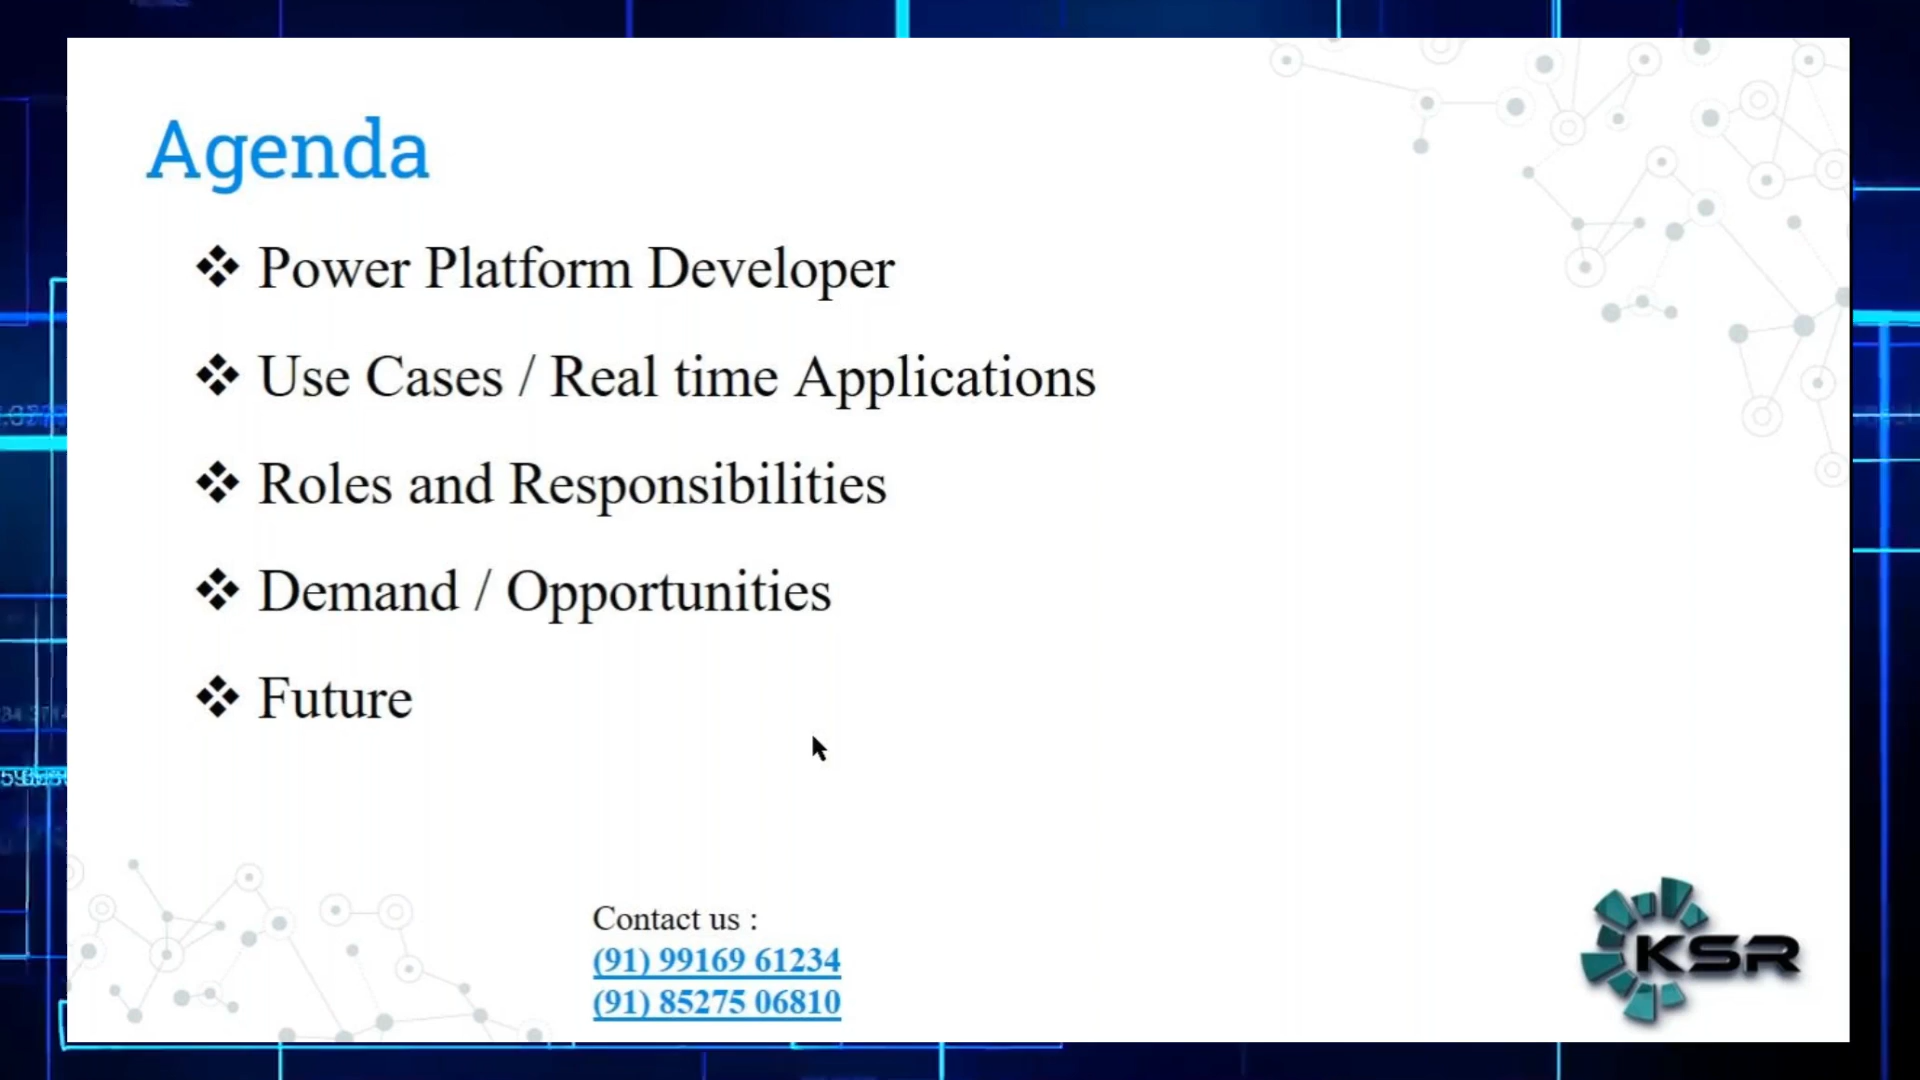 Agenda
❖ Power Platform Developer
❖ Use Cases / Real time Applications
❖ Roles and Responsibilities
❖ Demand / Opportunities
❖ Future
Contact us :
(91) 99169 61234
(91) 85275 06810
KSR